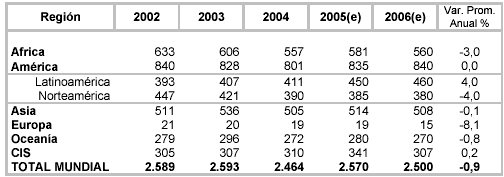 Región 2002 2003 2004 2005(e) 2006(e) Var. Prom. Anual %
Africa 633 606 557 581 560 -3,0
América 840 828 801 835 840 0,0
Latinoamérica 393 407 411 450 460 4,0
Norteamérica 447 421 390 385 380 -4,0
Asia 511 536 505 514 508 -0,1
Europa 21 20 19 19 15 -8,1
Oceanía 279 296 272 280 270 -0,8
CIS 305 307 310 341 307 0,2
TOTAL MUNDIAL 2.589 2.593 2.464 2.570 2.500 -0,9